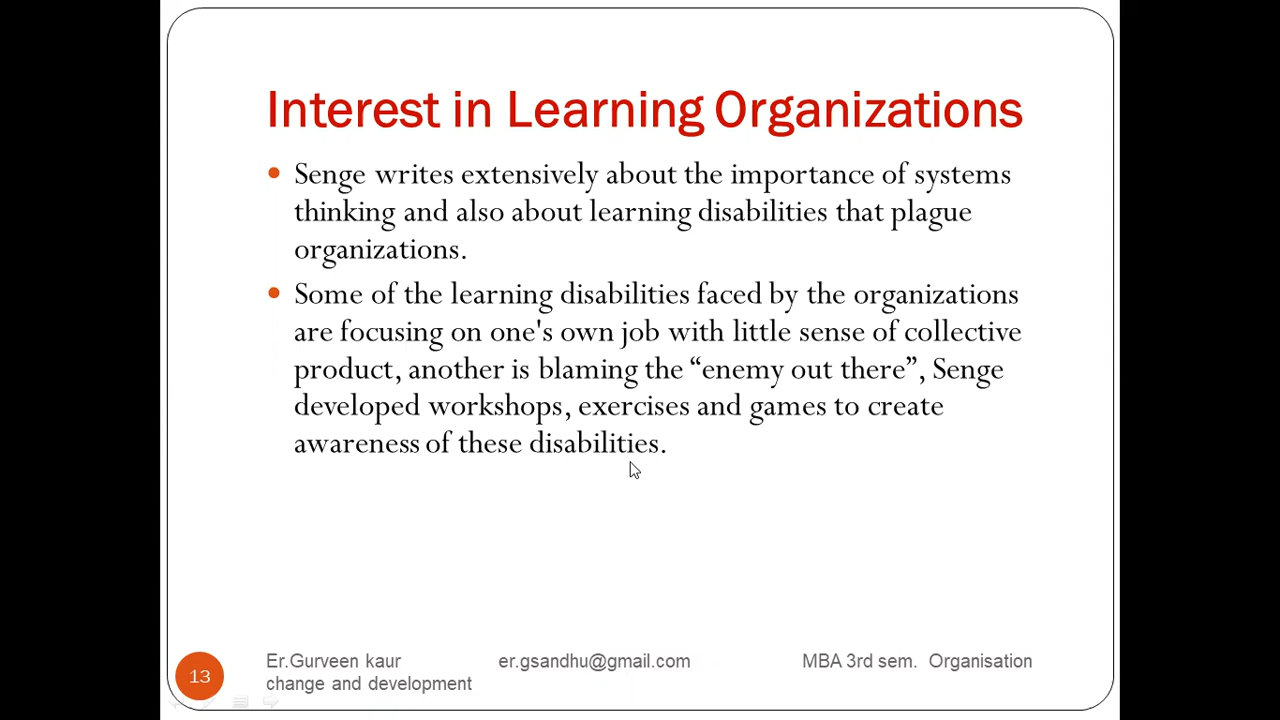 Interest in Learning Organizations
• Senge writes extensively about the importance of systems
thinking and also about learning disabilities that plague
organizations.
• Some of the learning disabilities faced by the organizations
are focusing on one's own job with little sense of collective
product, another is blaming the “enemy out there”, Senge
developed workshops, exercises and games to create
awareness of these disabilities.
13
Er.Gurveen kaur er.gsandhu@gmail.com MBA 3rd sem. Organisation
change and development